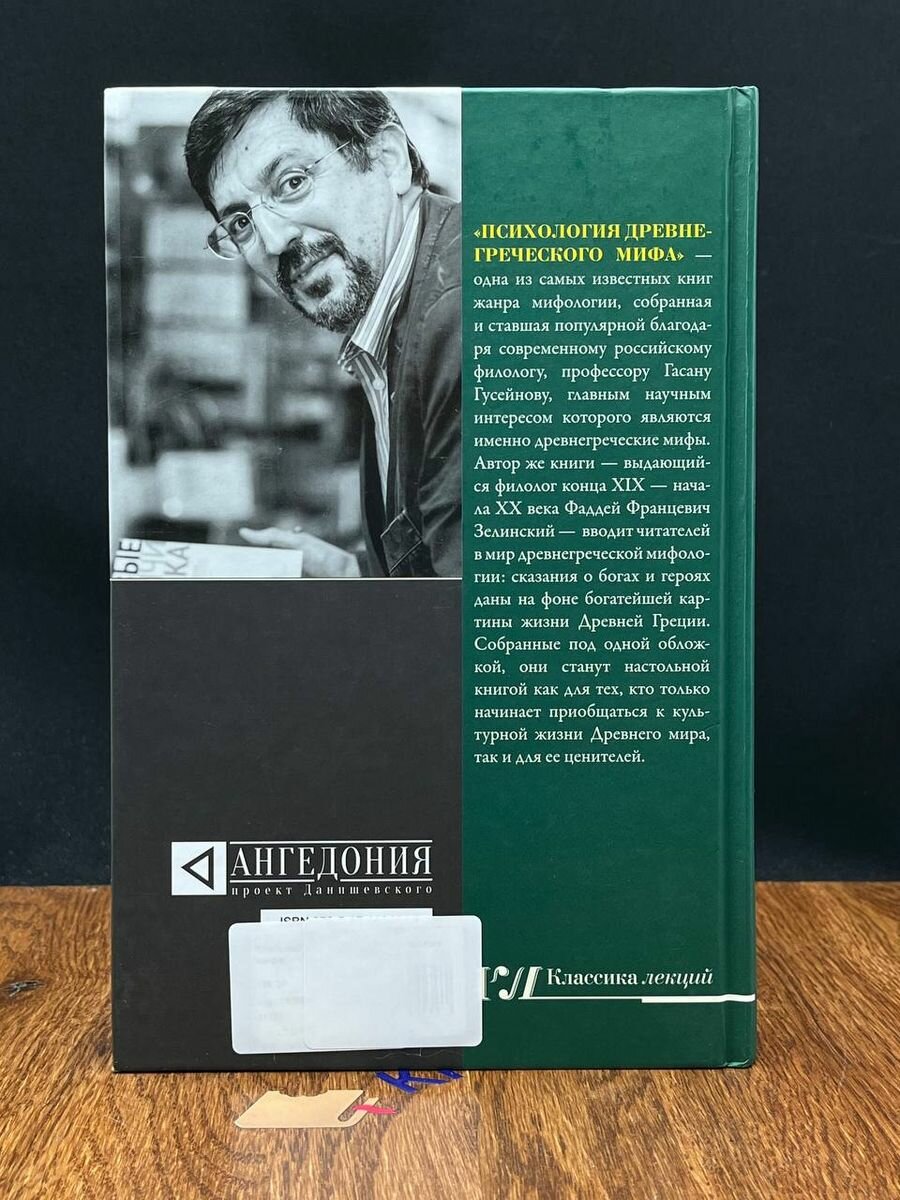 «ПСИХОЛОГИЯ ДРЕВНЕ-
ГРЕЧЕСКОГО МИФА» —
одна из самых известных книг
жанра мифологии, собранная
и ставшая популярной благода-
ря современному российскому
филологу, профессору Гасану
Гусейнову, главным научным
интересом которого являются
именно древнегреческие мифы.
Автор же книги — выдающий-
ся филолог конца XIX — нача-
ла XX века Фаддей Францевич
Зелинский — вводит читателей
в мир древнегреческой мифоло-
гии: сказания о богах и героях
даны на фоне богатейшей кар-
тины жизни Древней Греции.
Собранные под одной облож-
кой, они станут настольной
книгой как для тех, кто только
начинает приобщаться к куль-
турной жизни Древнего мира,
так и для ее ценителей.
АНГЕДОНИЯ
проект Данишевского
ISBN
КЛ Классика лекций